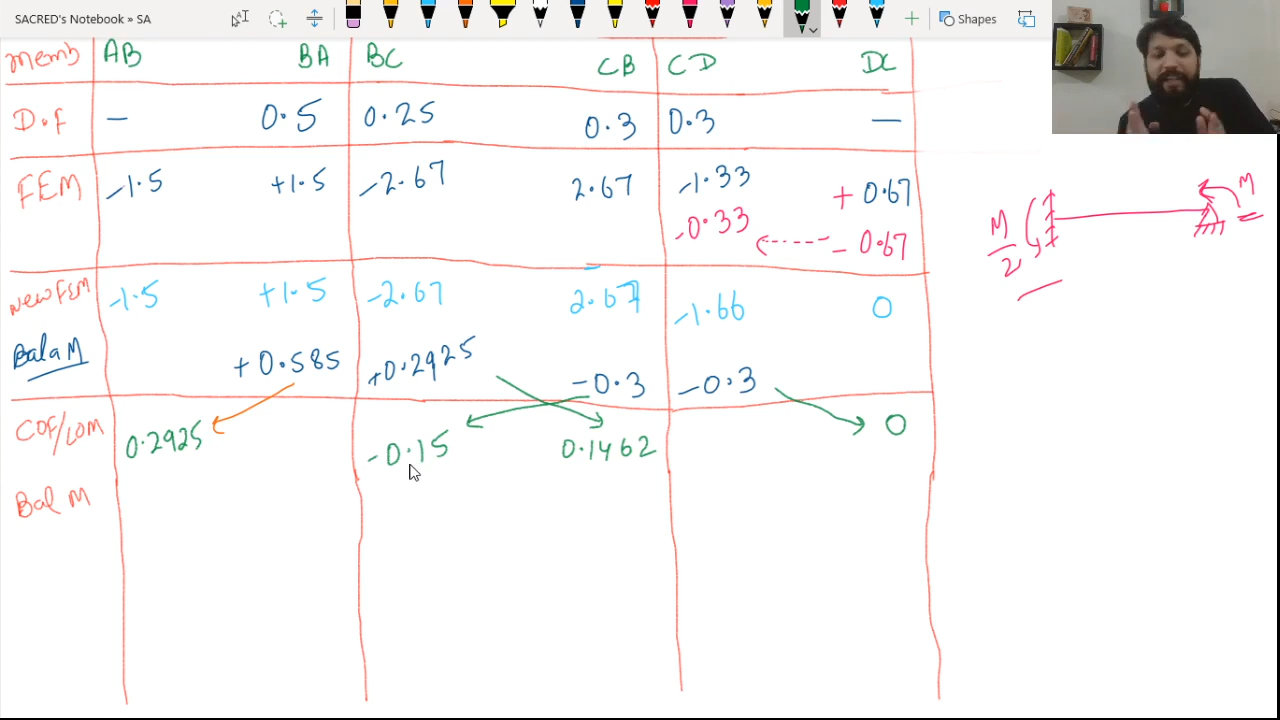 SACRED's Notebook » SA
Shapes
Memb AB BA BC CB CD DC
D.f — 0.5 0.25 0.3 0.3 —
FEM -1.5 +1.5 -2.67 2.67 -1.33 + 0.67
-0.33 - 0.67
New FEM -1.5 +1.5 -2.67 2.67 -1.66 0
Bala M +0.585 +0.2925 -0.3 -0.3
COF/COM 0.2925 -0.15 0.1462 0
Bal M
M
M/2